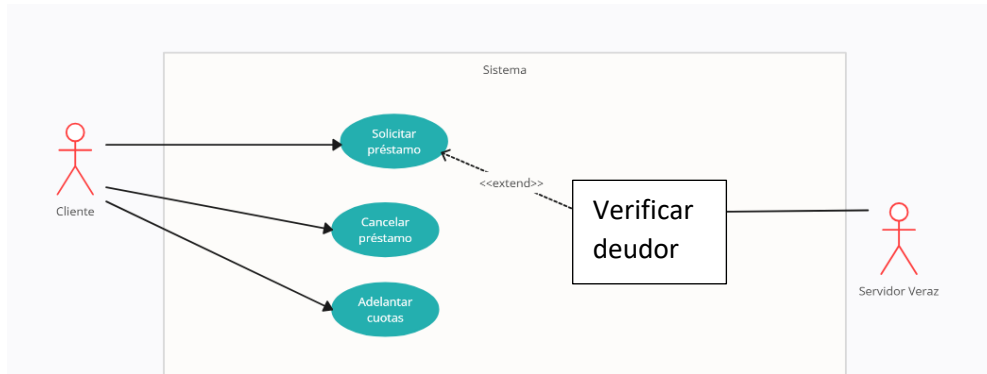 Sistema
Solicitar
préstamo
<<extend>>
Verificar
deudor
Cliente
Cancelar
préstamo
Servidor Veraz
Adelantar
cuotas